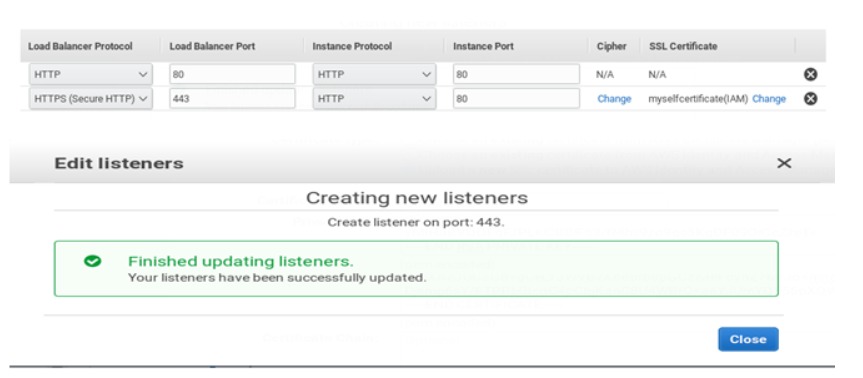 Load Balancer Protocol Load Balancer Port Instance Protocol Instance Port Cipher SSL Certificate
HTTP 80 HTTP 80 N/A N/A
HTTPS (Secure HTTP) 443 HTTP 80 Change myselfcertificate(IAM) Change
Edit listeners
Creating new listeners
Create listener on port: 443.
Finished updating listeners.
Your listeners have been successfully updated.
Close